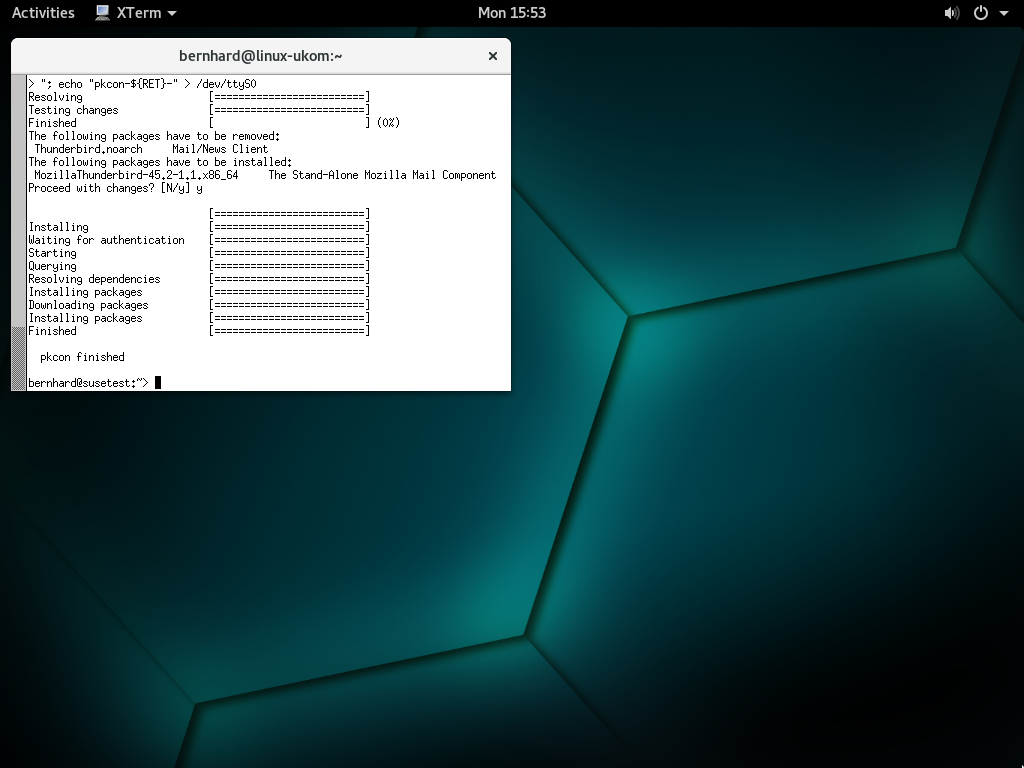 Activities XTerm Mon 15:53
bernhard@linux-ukom:~ ×
> "; echo "pkcon-${RET}-" > /dev/ttyS0
Resolving [=========================]
Testing changes [=========================]
Finished [ ] (0%)
The following packages have to be removed:
Thunderbird.noarch Mail/News Client
The following packages have to be installed:
MozillaThunderbird-45.2-1.1.x86_64 The Stand-Alone Mozilla Mail Component
Proceed with changes? [N/y] y
[=========================]
Installing [=========================]
Waiting for authentication [=========================]
Starting [=========================]
Querying [=========================]
Resolving dependencies [=========================]
Installing packages [=========================]
Downloading packages [=========================]
Installing packages [=========================]
Finished [=========================]
pkcon finished
bernhard@susetest:~>